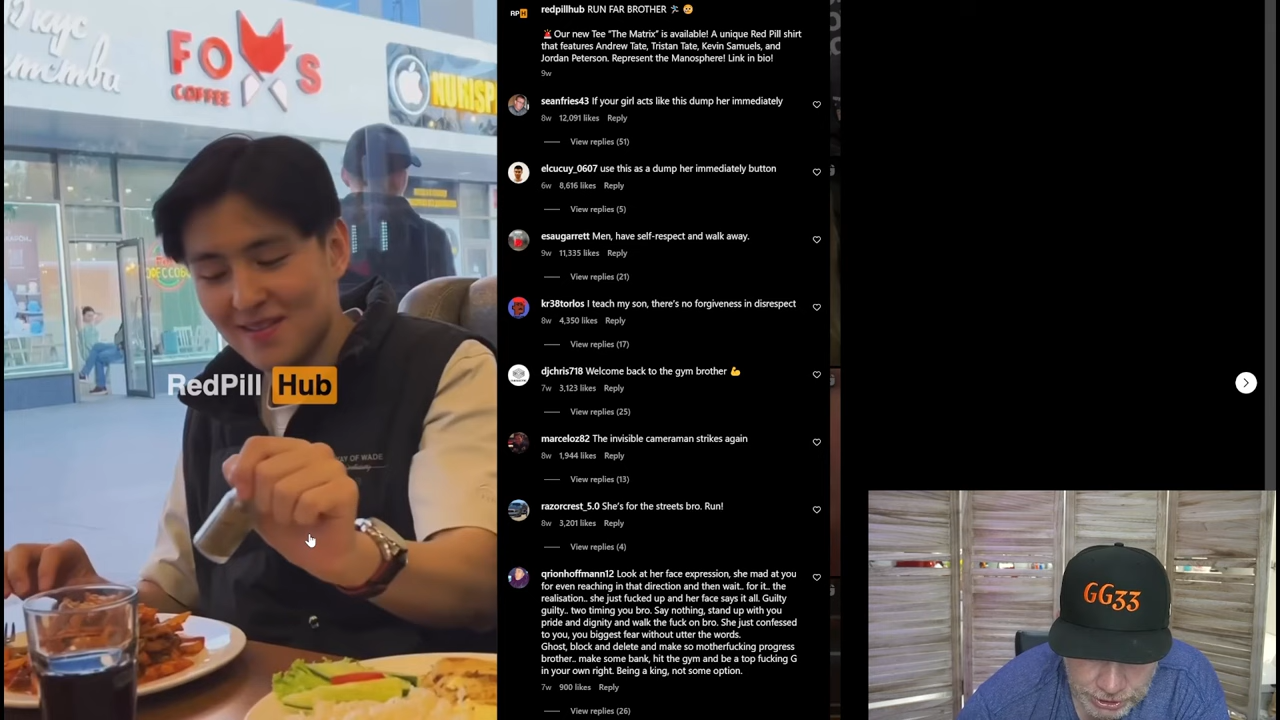 Экус
FOXS
COFFEE
RedPill Hub
RP
redpillhub RUN FAR BROTHER
Our new Tee "The Matrix" is available! A unique Red Pill shirt
that features Andrew Tate, Tristan Tate, Kevin Samuels, and
Jordan Peterson. Represent the Manosphere! Link in bio!
9w
seanfries43 If your girl acts like this dump her immediately
8w 12,091 likes Reply
View replies (51)
elcucuy_0607 use this as a dump her immediately button
6w 8,616 likes Reply
View replies (5)
esaugarrett Men, have self-respect and walk away.
9w 11,335 likes Reply
View replies (21)
kr38torlos I teach my son, there's no forgiveness in disrespect
8w 4,350 likes Reply
View replies (17)
djchris718 Welcome back to the gym brother 💪
7w 3,123 likes Reply
View replies (25)
marceloz82 The invisible cameraman strikes again
8w 1,944 likes Reply
View replies (13)
razorcrest_5.0 She's for the streets bro. Run!
8w 3,201 likes Reply
View replies (4)
qrionhoffmann12 Look at her face expression, she mad at you
for even reaching in that direction and then wait.. for it.. the
realisation.. she just fucked up and her face says it all. Guilty
guilty.. two timing you bro. Say nothing, stand up with you
pride and dignity and walk the fuck on bro. She just confessed
to you, you biggest fear without utter the words.
Ghost, block and delete and make so motherfucking progress
brother.. make some bank, hit the gym and be a top fucking G
in your own right. Being a king, not some option.
7w 900 likes Reply
View replies (26)
GG33